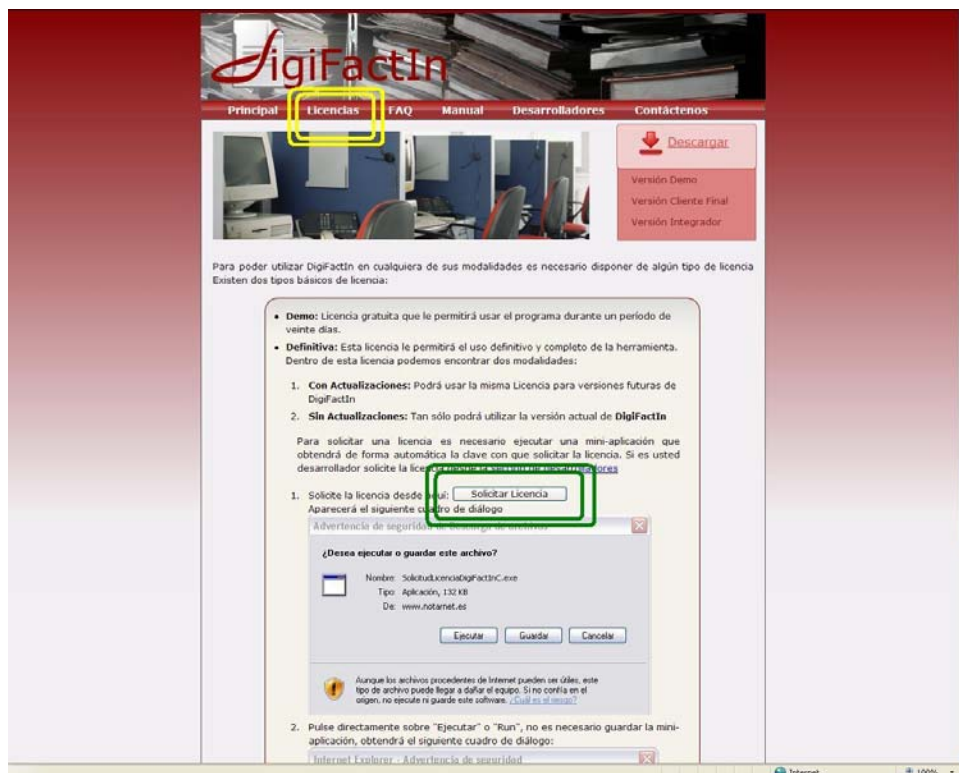 DigiFactIn
Principal Licencias FAQ Manual Desarrolladores Contáctenos
Descargar
Versión Demo
Versión Cliente Final
Versión Integrador
Para poder utilizar DigiFactIn en cualquiera de sus modalidades es necesario disponer de algún tipo de licencia
Existen dos tipos básicos de licencia:
• Demo: Licencia gratuita que le permitirá usar el programa durante un período de
veinte días.
• Definitiva: Esta licencia le permitirá el uso definitivo y completo de la herramienta.
Dentro de esta licencia podemos encontrar dos modalidades:
1. Con Actualizaciones: Podrá usar la misma Licencia para versiones futuras de
DigiFactIn
2. Sin Actualizaciones: Tan sólo podrá utilizar la versión actual de DigiFactIn
Para solicitar una licencia es necesario ejecutar una mini-aplicación que
obtendrá de forma automática la clave con que solicitar la licencia. Si es usted
desarrollador solicite la licencia desde la sección de desarrolladores
1. Solicite la licencia desde aquí: Solicitar Licencia
Aparecerá el siguiente cuadro de diálogo
Advertencia de seguridad de Descarga de archivos
¿Desea ejecutar o guardar este archivo?
Nombre: SolicitudLicenciaDigiFactInC.exe
Tipo: Aplicación, 132 KB
De: www.notarnet.es
Ejecutar Guardar Cancelar
Aunque los archivos procedentes de Internet pueden ser útiles, este
tipo de archivo puede llegar a dañar el equipo. Si no confía en el
origen, no ejecute ni guarde este software. ¿Cuál es el riesgo?
2. Pulse directamente sobre "Ejecutar" o "Run", no es necesario guardar la mini-
aplicación, obtendrá el siguiente cuadro de diálogo:
Internet Explorer - Advertencia de seguridad
Internet 100%